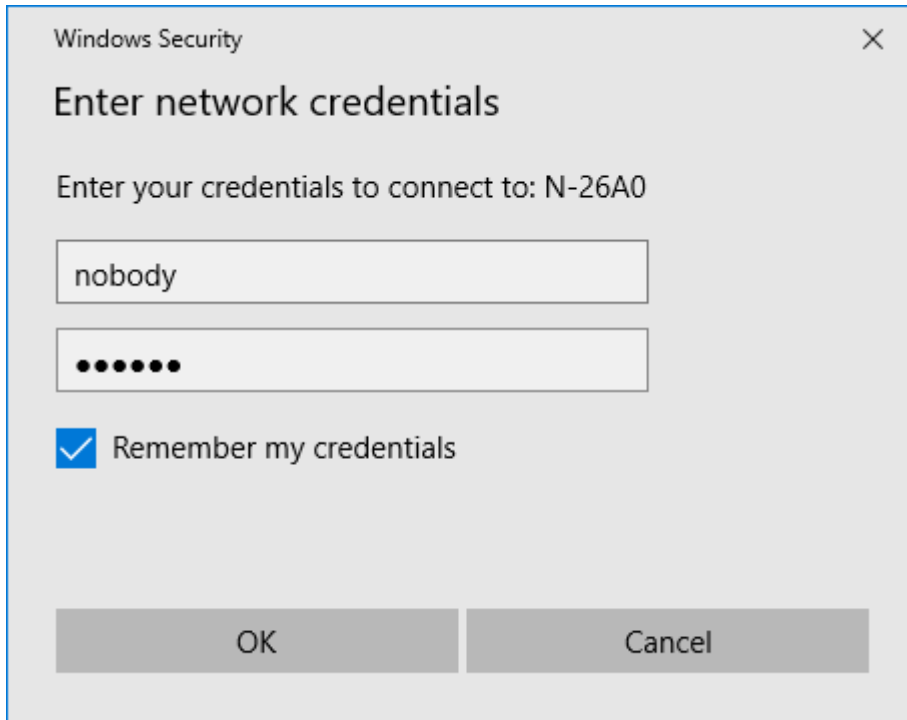 Windows Security
Enter network credentials
Enter your credentials to connect to: N-26A0
nobody
••••••
Remember my credentials
OK
Cancel